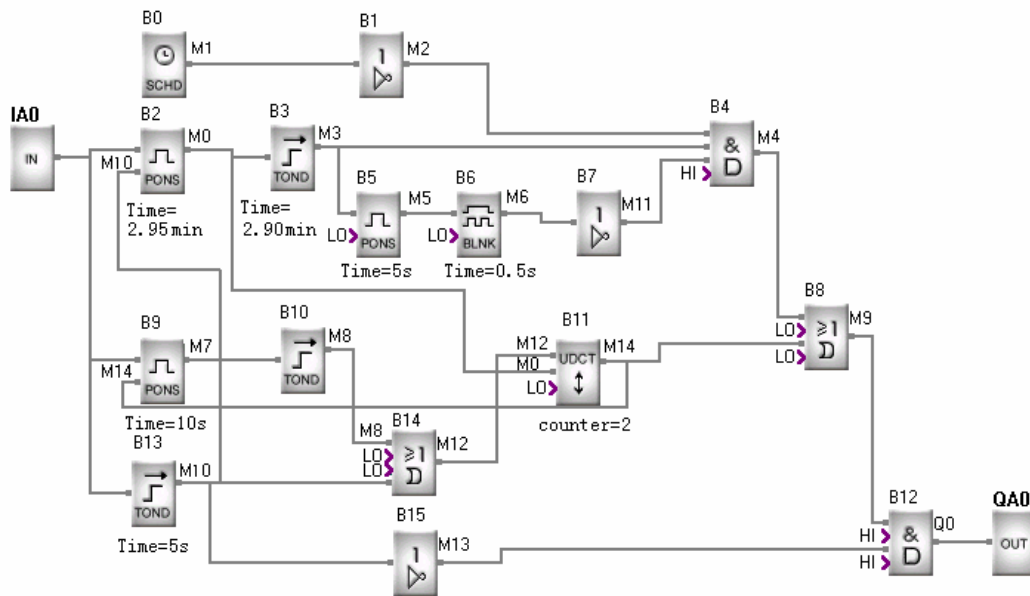 B0
M1
SCHD
B1
M2
1
IA0
IN
B2
M0
M10
PONS
Time=
2.95min
B3
M3
TOND
Time=
2.90min
B4
M4
&
HI
B5
M5
LO
PONS
Time=5s
B6
M6
LO
BLNK
Time=0.5s
B7
M11
1
B8
M9
LO
≥1
LO
B9
M7
M14
PONS
Time=10s
B10
M8
TOND
B11
M12
M14
UDCT
M0
LO
counter=2
B13
M10
TOND
Time=5s
B14
M8
M12
LO
≥1
LO
B15
M13
1
B12
Q0
HI
&
HI
QA0
OUT